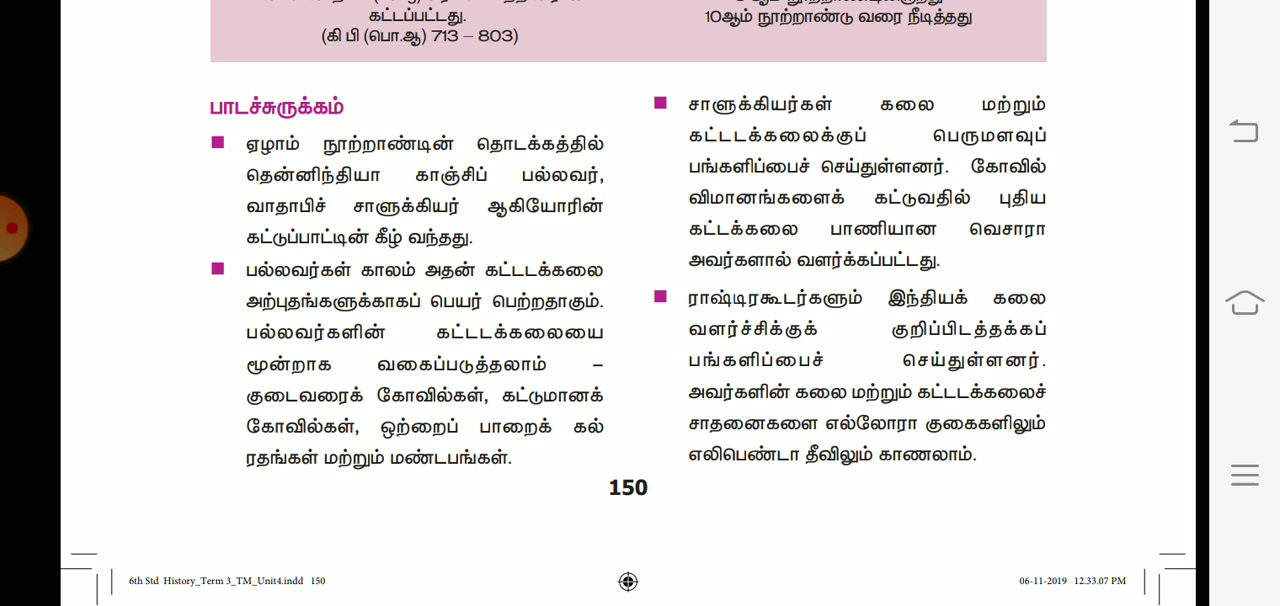 கட்டப்பட்டது.
(கி பி (பொ.ஆ) 713 – 803)
10ஆம் நூற்றாண்டு வரை நீடித்தது
பாடச்சுருக்கம்
ஏழாம் நூற்றாண்டின் தொடக்கத்தில்
தென்னிந்தியா காஞ்சிப் பல்லவர்,
வாதாபிச் சாளுக்கியர் ஆகியோரின்
கட்டுப்பாட்டின் கீழ் வந்தது.
பல்லவர்கள் காலம் அதன் கட்டடக்கலை
அற்புதங்களுக்காகப் பெயர் பெற்றதாகும்.
பல்லவர்களின் கட்டடக்கலையை
மூன்றாக வகைப்படுத்தலாம் –
குடைவரைக் கோவில்கள், கட்டுமானக்
கோவில்கள், ஒற்றைப் பாறைக் கல்
ரதங்கள் மற்றும் மண்டபங்கள்.
சாளுக்கியர்கள் கலை மற்றும்
கட்டடக்கலைக்குப் பெருமளவுப்
பங்களிப்பைச் செய்துள்ளனர். கோவில்
விமானங்களைக் கட்டுவதில் புதிய
கட்டக்கலை பாணியான வெசாரா
அவர்களால் வளர்க்கப்பட்டது.
ராஷ்டிரகூடர்களும் இந்தியக் கலை
வளர்ச்சிக்குக் குறிப்பிடத்தக்கப்
பங்களிப்பைச் செய்துள்ளனர்.
அவர்களின் கலை மற்றும் கட்டடக்கலைச்
சாதனைகளை எல்லோரா குகைகளிலும்
எலிபெண்டா தீவிலும் காணலாம்.
150
6th Std History_Term 3_TM_Unit4.indd 150
06-11-2019 12.33.07 PM